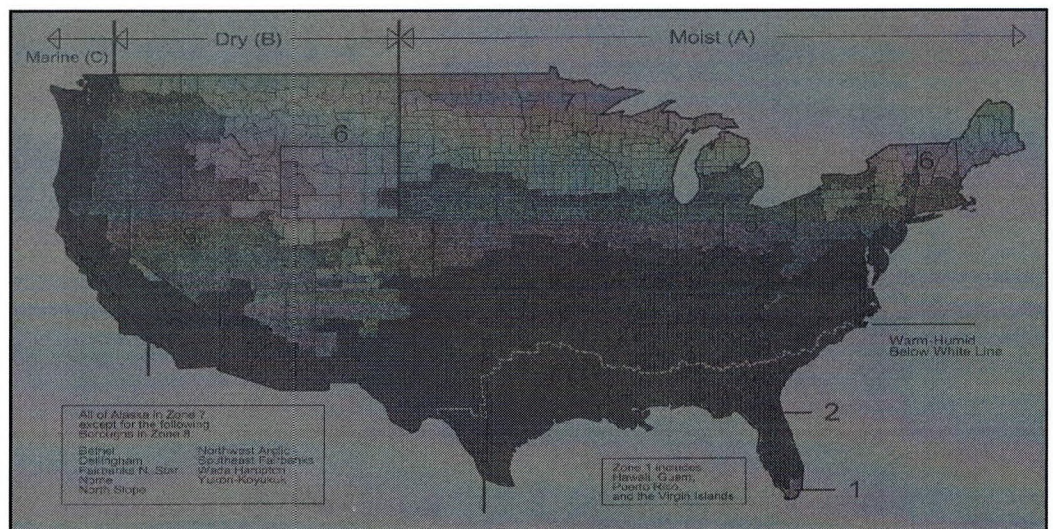 Marine (C)
Dry (B)
Moist (A)
6
7
6
5
5
Warm-Humid
Below White Line
2
1
All of Alaska in Zone 7
except for the following
Boroughs in Zone 8
Bethel
Northwest Arctic
Dellingham
Southeast Fairbanks
Fairbanks N. Star
Wade Hampton
Nome
Yukon-Koyukuk
North Slope
Zone 1 includes
Hawaii, Guam,
Puerto Rico,
and the Virgin Islands